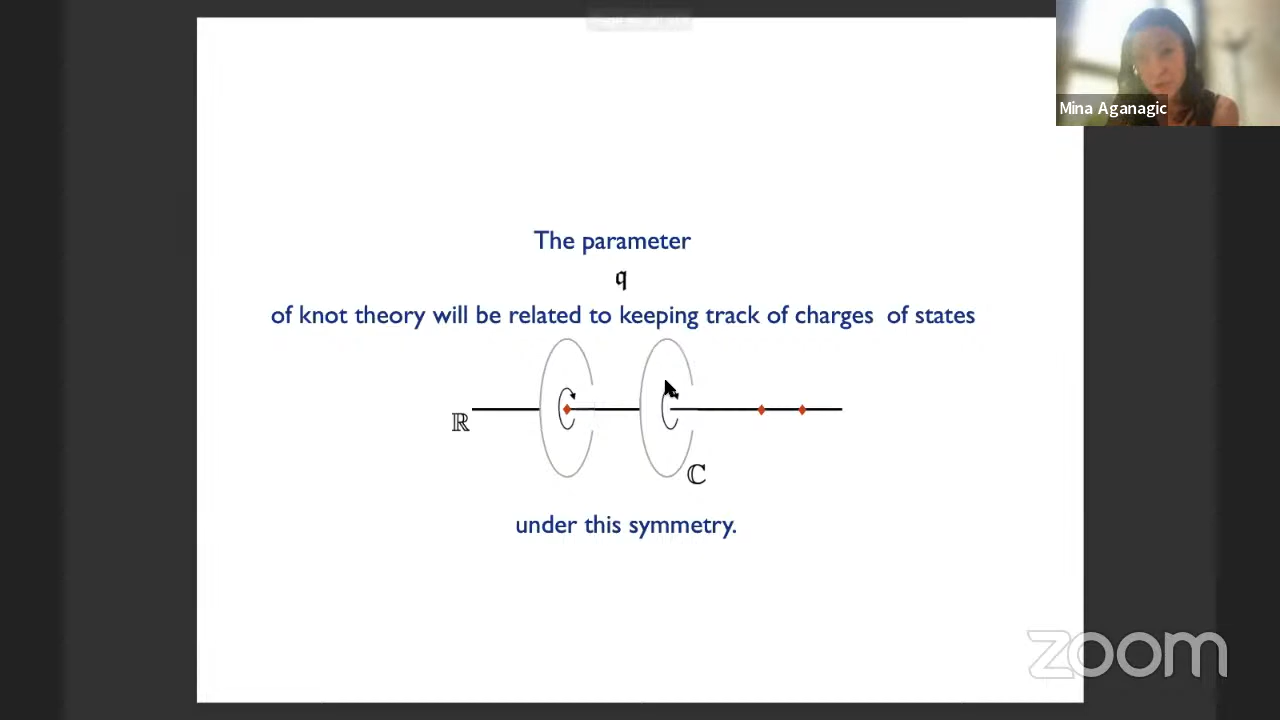 The parameter
𝔮
of knot theory will be related to keeping track of charges of states
ℝ
ℂ
under this symmetry.
Mina Aganagic
zoom